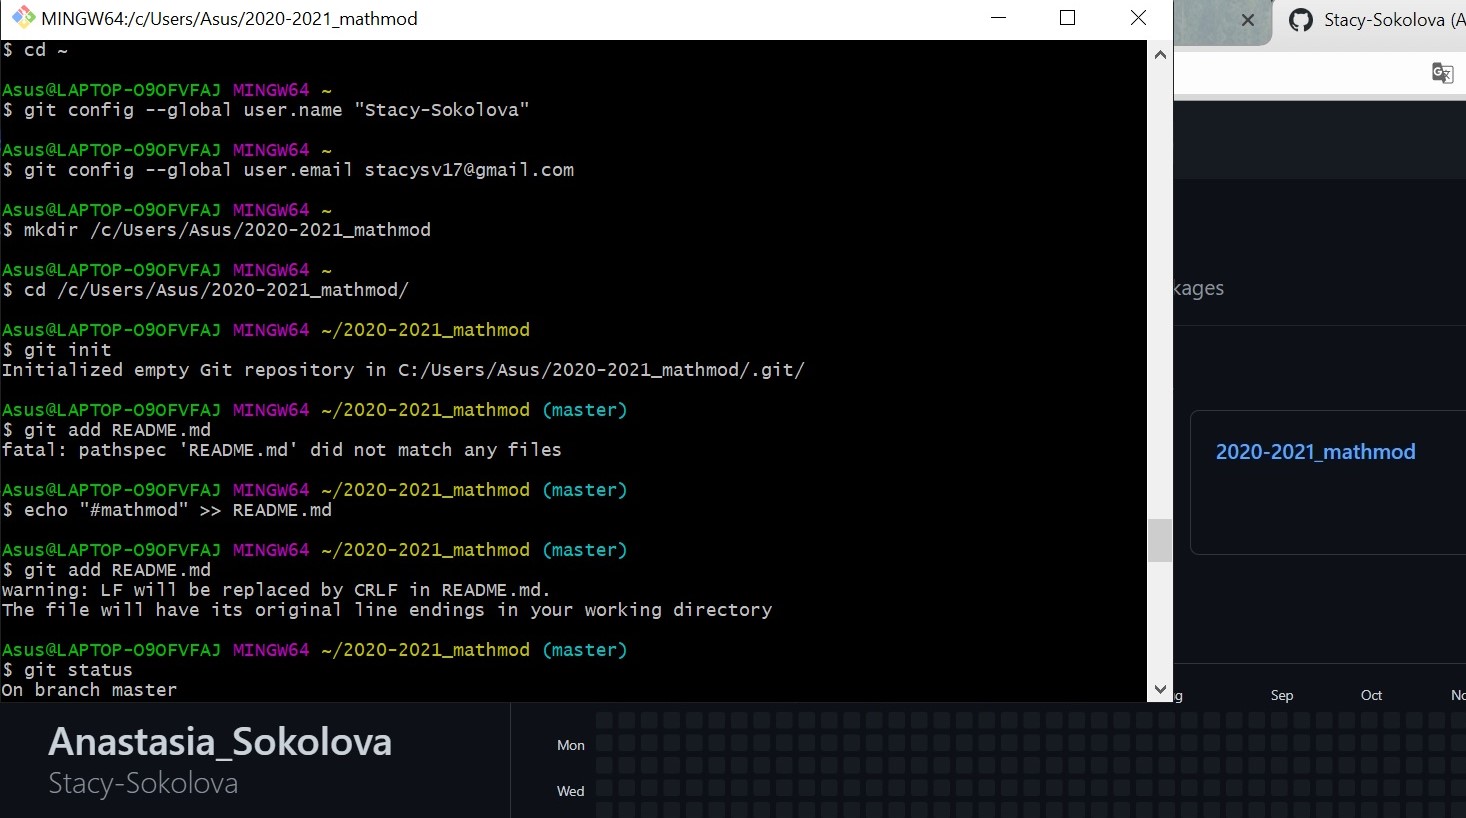 MINGW64:/c/Users/Asus/2020-2021_mathmod
Stacy-Sokolova (A
$ cd ~
Asus@LAPTOP-O9OFVFAJ MINGW64 ~
$ git config --global user.name "Stacy-Sokolova"
Asus@LAPTOP-O9OFVFAJ MINGW64 ~
$ git config --global user.email stacysv17@gmail.com
Asus@LAPTOP-O9OFVFAJ MINGW64 ~
$ mkdir /c/Users/Asus/2020-2021_mathmod
Asus@LAPTOP-O9OFVFAJ MINGW64 ~
$ cd /c/Users/Asus/2020-2021_mathmod/
Asus@LAPTOP-O9OFVFAJ MINGW64 ~/2020-2021_mathmod
$ git init
Initialized empty Git repository in C:/Users/Asus/2020-2021_mathmod/.git/
Asus@LAPTOP-O9OFVFAJ MINGW64 ~/2020-2021_mathmod (master)
$ git add README.md
fatal: pathspec 'README.md' did not match any files
Asus@LAPTOP-O9OFVFAJ MINGW64 ~/2020-2021_mathmod (master)
$ echo "#mathmod" >> README.md
Asus@LAPTOP-O9OFVFAJ MINGW64 ~/2020-2021_mathmod (master)
$ git add README.md
warning: LF will be replaced by CRLF in README.md.
The file will have its original line endings in your working directory
Asus@LAPTOP-O9OFVFAJ MINGW64 ~/2020-2021_mathmod (master)
$ git status
On branch master
kages
2020-2021_mathmod
g Sep Oct No
Anastasia_Sokolova
Stacy-Sokolova
Mon
Wed